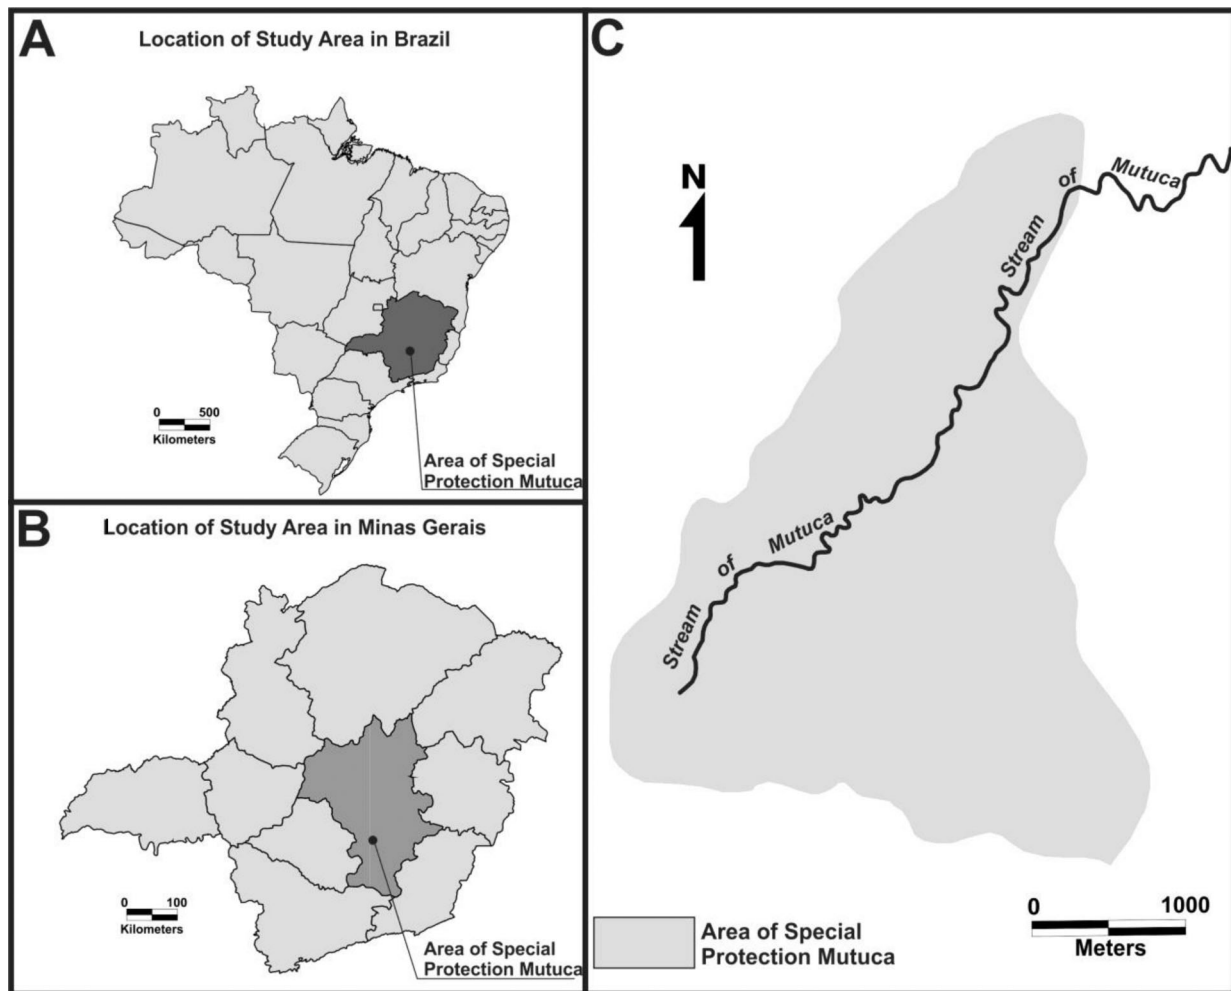 A
Location of Study Area in Brazil
0 500
Kilometers
Area of Special
Protection Mutuca
B
Location of Study Area in Minas Gerais
0 100
Kilometers
Area of Special
Protection Mutuca
C
N
Stream of Mutuca
Stream of Mutuca
Area of Special
Protection Mutuca
0 1000
Meters